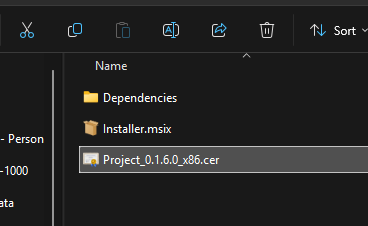 Sort
Name
Dependencies
Installer.msix
- Person
Project_0.1.6.0_x86.cer
-1000
ata